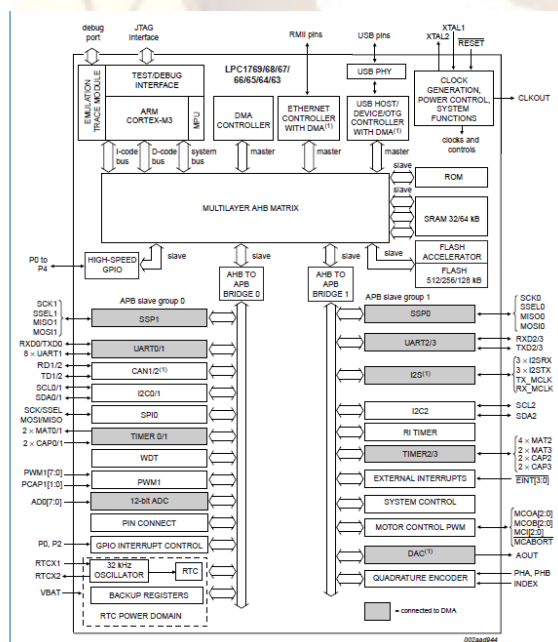 debug port
JTAG interface
RMII pins
USB pins
XTAL1
XTAL2
RESET
LPC1769/68/67/
66/65/64/63
USB PHY
EMULATION TRACE MODULE
TEST/DEBUG INTERFACE
ARM CORTEX-M3
MPU
DMA CONTROLLER
ETHERNET CONTROLLER WITH DMA(1)
USB HOST/DEVICE/OTG CONTROLLER WITH DMA(1)
CLOCK GENERATION, POWER CONTROL, SYSTEM FUNCTIONS
CLKOUT
I-code bus
D-code bus
system bus
master
master
master
clocks and controls
slave
ROM
slave
MULTILAYER AHB MATRIX
SRAM 32/64 kB
FLASH ACCELERATOR
FLASH 512/256/128 kB
P0 to P4
HIGH-SPEED GPIO
slave
slave
slave
slave
AHB TO APB BRIDGE 0
AHB TO APB BRIDGE 1
APB slave group 0
SCK1
SSEL1
MISO1
MOSI1
SSP1
RXD0/TXD0
8 × UART1
UART0/1
RD1/2
TD1/2
CAN1/2(1)
SCL0/1
SDA0/1
I2C0/1
SCK/SSEL
MOSI/MISO
SPI0
2 × MAT0/1
2 × CAP0/1
TIMER 0/1
WDT
PWM1[7:0]
PCAP1[1:0]
PWM1
AD0[7:0]
12-bit ADC
PIN CONNECT
P0, P2
GPIO INTERRUPT CONTROL
RTCX1
RTCX2
32 kHz OSCILLATOR
RTC
VBAT
BACKUP REGISTERS
RTC POWER DOMAIN
APB slave group 1
SSP0
SCK0
SSEL0
MISO0
MOSI0
UART2/3
RXD2/3
TXD2/3
I2S(1)
3 × I2SRX
3 × I2STX
TX_MCLK
RX_MCLK
I2C2
SCL2
SDA2
RI TIMER
TIMER2/3
4 × MAT2
2 × MAT3
2 × CAP2
2 × CAP3
EXTERNAL INTERRUPTS
EINT[3:0]
SYSTEM CONTROL
MOTOR CONTROL PWM
MCOA[2:0]
MCOB[2:0]
MCI[2:0]
MCABORT
DAC(1)
AOUT
QUADRATURE ENCODER
PHA, PHB
INDEX
= connected to DMA
002aad944